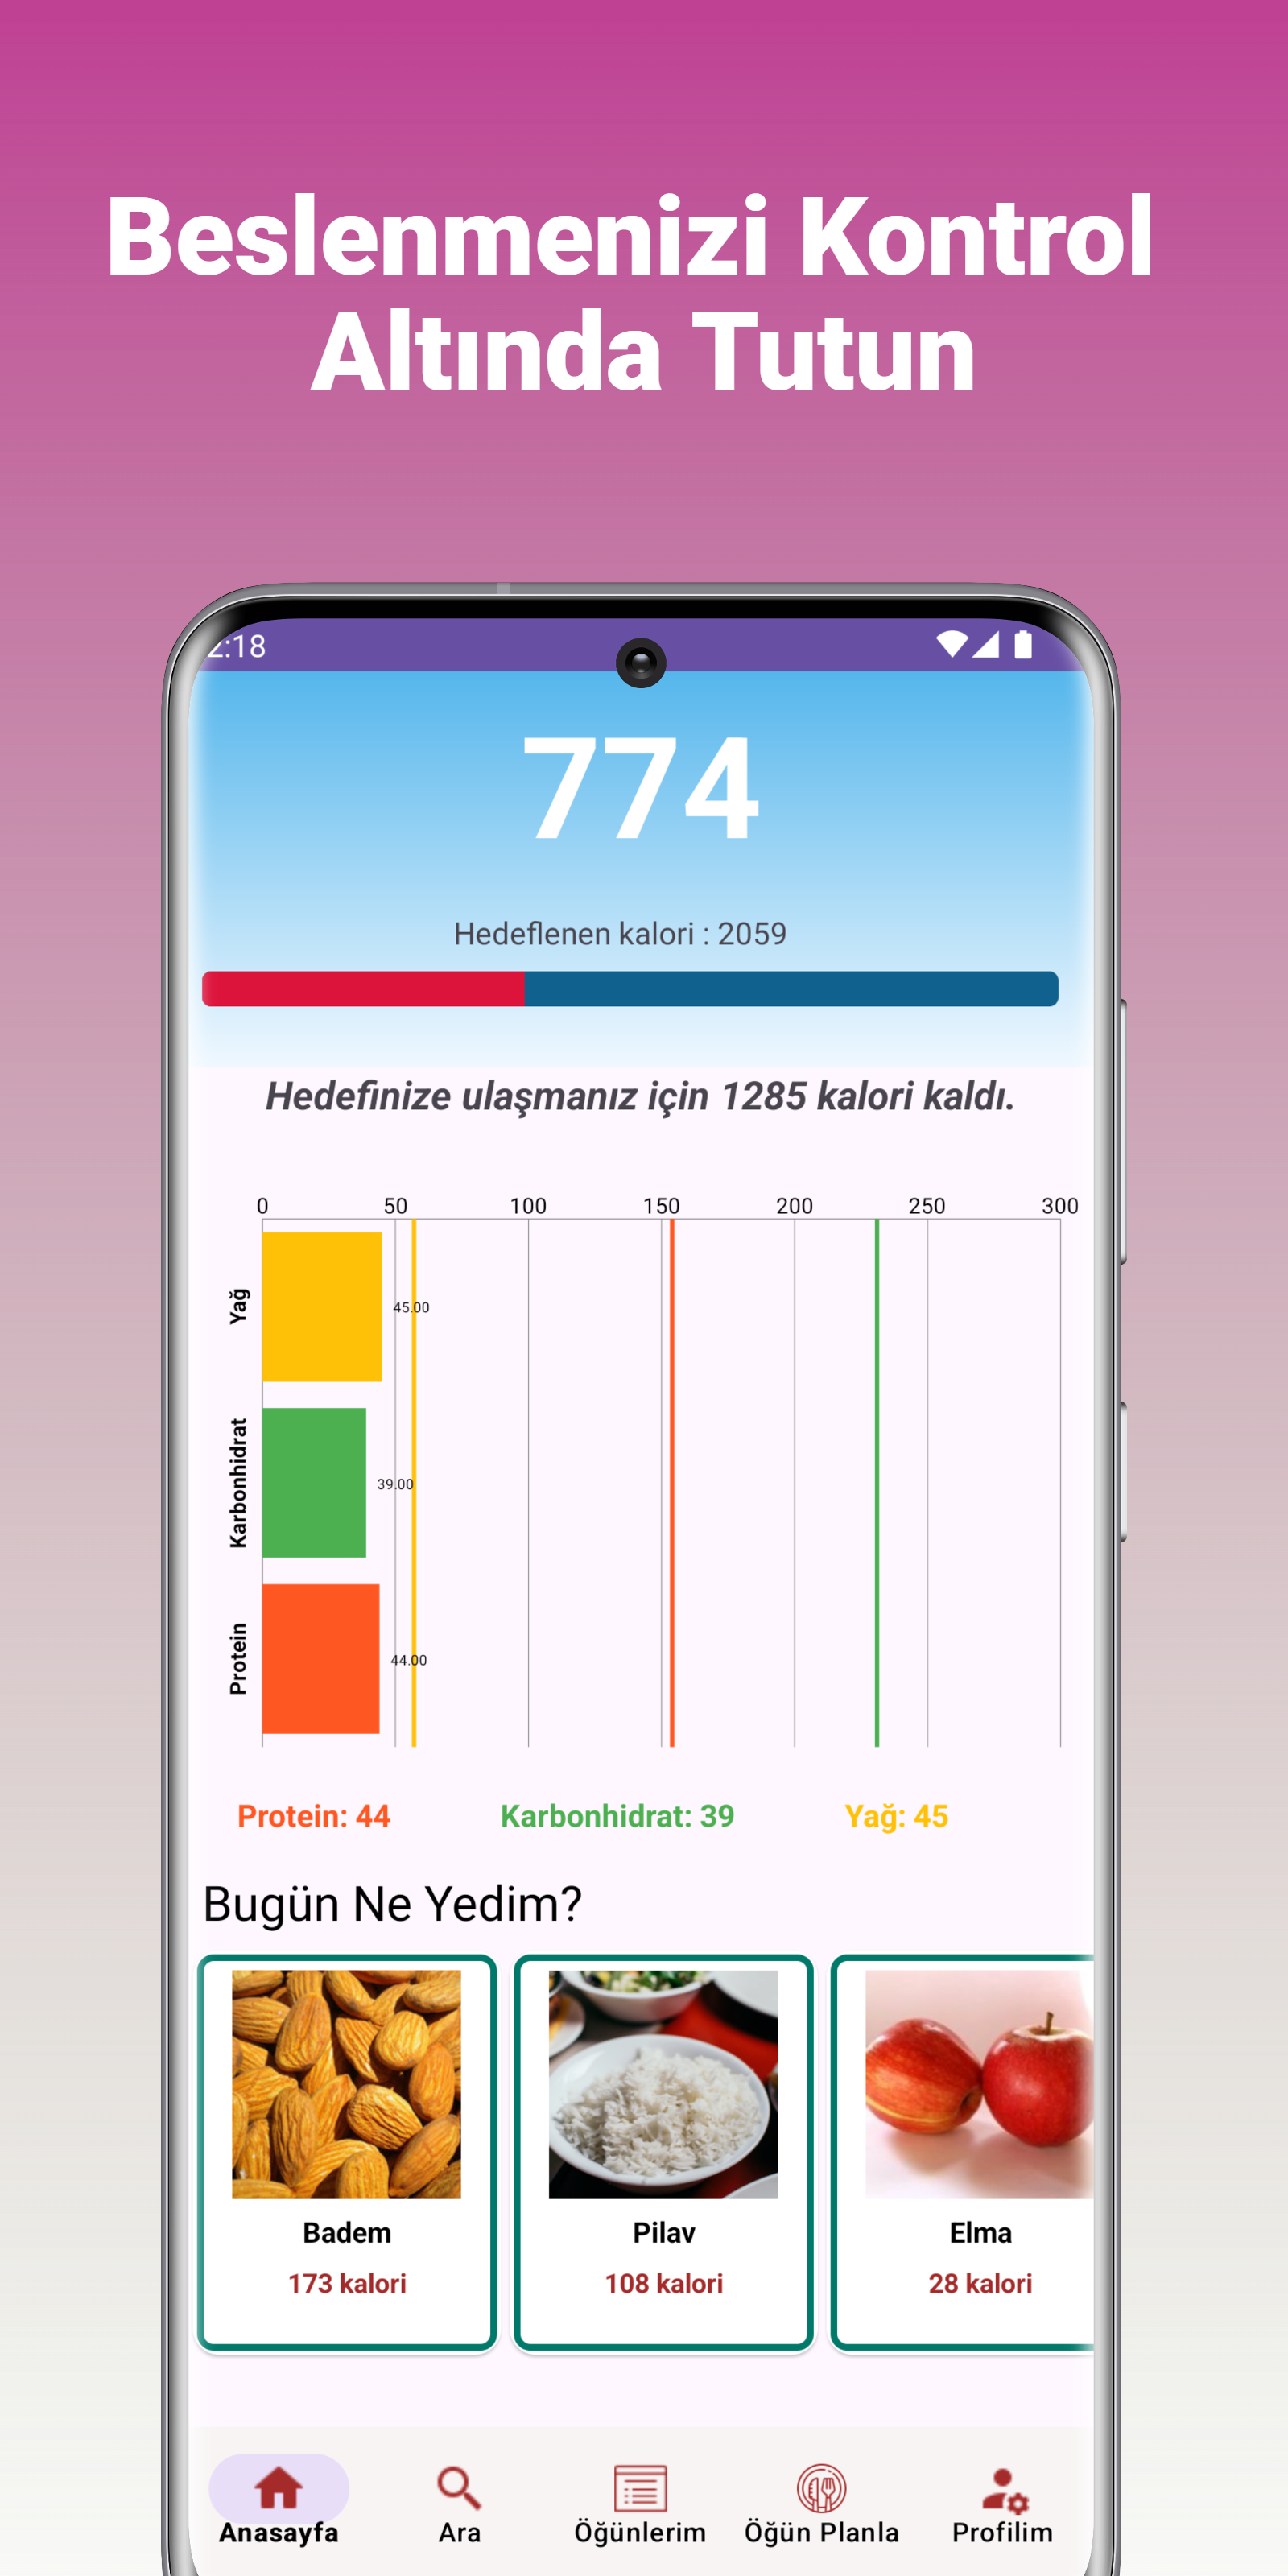 Beslenmenizi Kontrol
Altında Tutun
2:18
774
Hedeflenen kalori : 2059
Hedefinize ulaşmanız için 1285 kalori kaldı.
0 50 100 150 200 250 300
Yağ
45.00
Karbonhidrat
39.00
Protein
44.00
Protein: 44 Karbonhidrat: 39 Yağ: 45
Bugün Ne Yedim?
Badem Pilav Elma
173 kalori 108 kalori 28 kalori
Anasayfa Ara Öğünlerim Öğün Planla Profilim